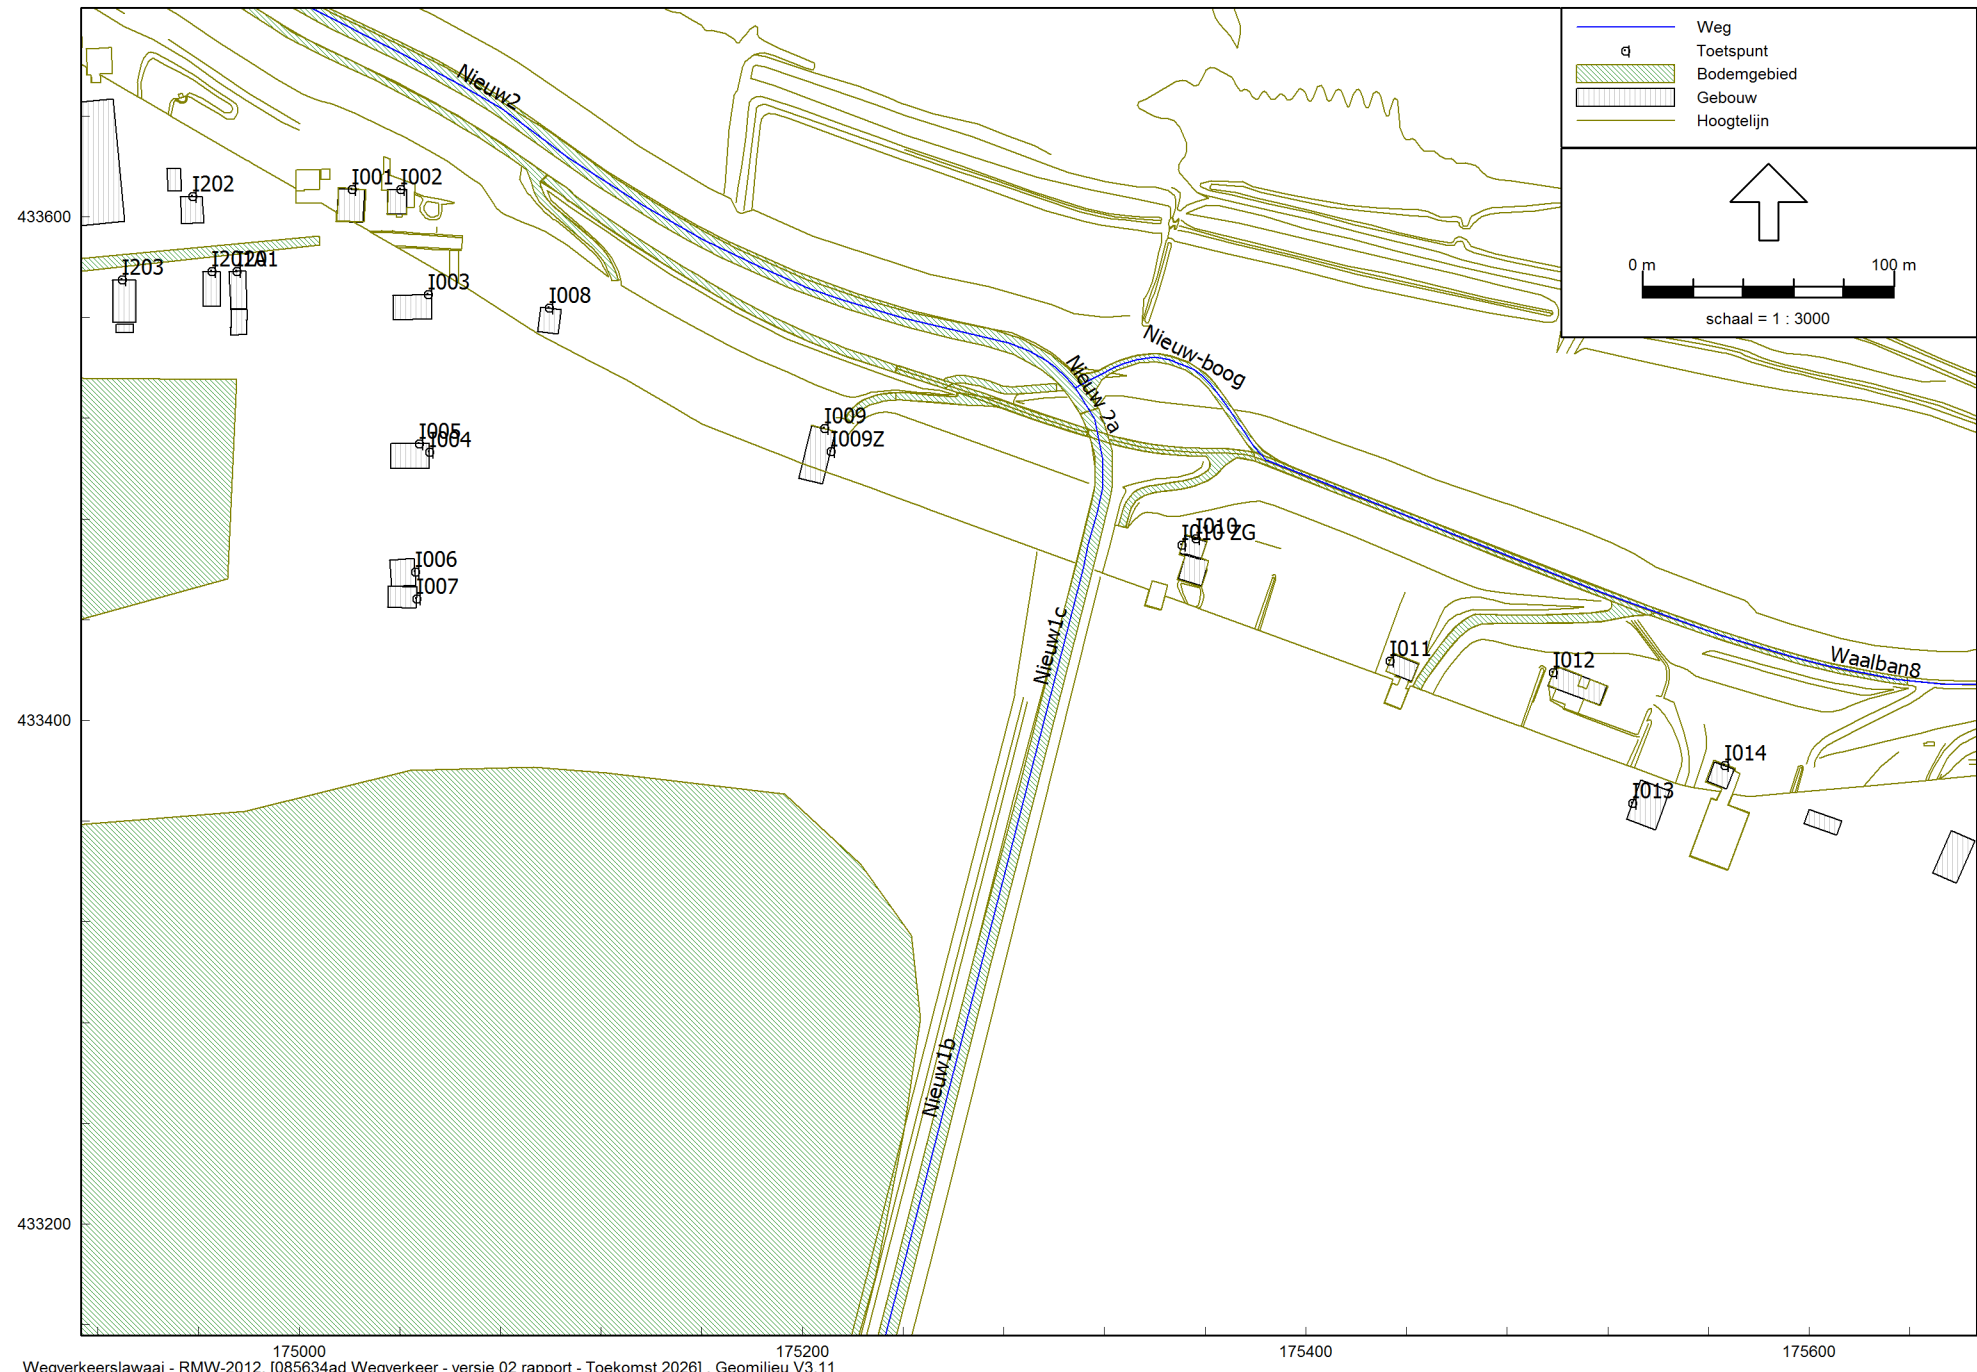 Weg
Toetspunt
Bodemgebied
Gebouw
Hoogtelijn
0 m 100 m
schaal = 1 : 3000
Nieuw2
I001 I002
I202
433600
I203
I201
I003
I008
Nieuw-boog
Nieuw 2a
I009
I005
I004
I009Z
I010
I010 ZG
I006
I007
Nieuw1c
I011
I012
Waalban8
433400
I014
I013
Nieuw1b
433200
175000 175200 175400 175600
Wegverkeerslawaai - RMW-2012, [085634ad Wegverkeer - versie 02 rapport - Toekomst 2026] , Geomilieu V3.11